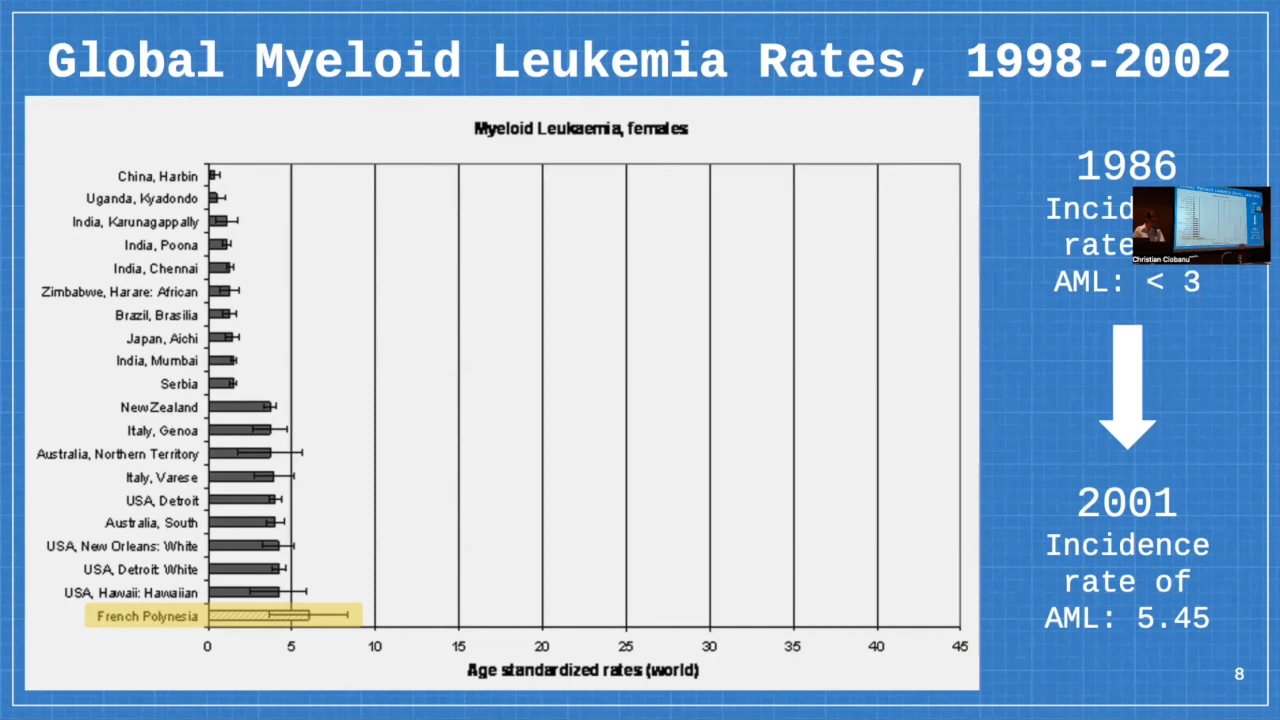 Global Myeloid Leukemia Rates, 1998-2002
Myeloid Leukaemia, females
China, Harbin
Uganda, Kyadondo
India, Karunagappally
India, Poona
India, Chennai
Zimbabwe, Harare: African
Brazil, Brasilia
Japan, Aichi
India, Mumbai
Serbia
New Zealand
Italy, Genoa
Australia, Northern Territory
Italy, Varese
USA, Detroit
Australia, South
USA, New Orleans: White
USA, Detroit: White
USA, Hawaii: Hawaiian
French Polynesia
0 5 10 15 20 25 30 35 40 45
Age standardized rates (world)
1986
rate
AML: < 3
Christian Ciobanu
2001
Incidence
rate of
AML: 5.45
8